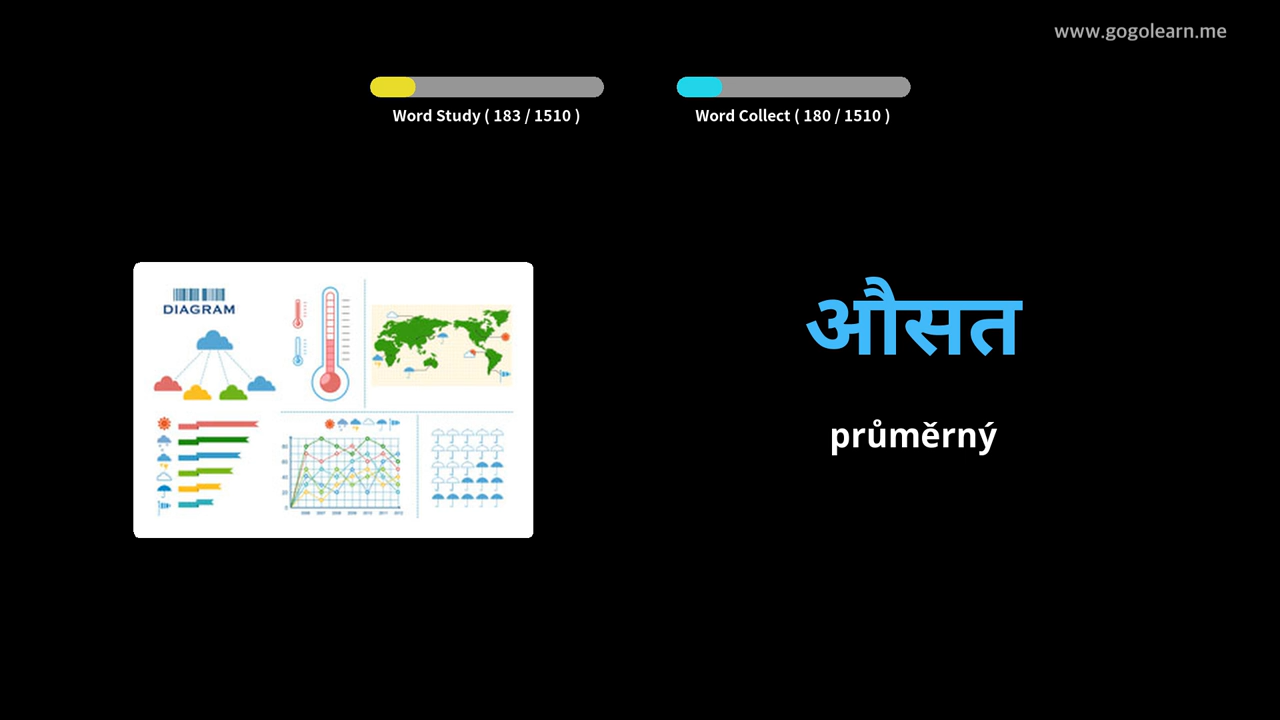 www.gogolearn.me
Word Study ( 183 / 1510 )
Word Collect ( 180 / 1510 )
DIAGRAM
औसत
průměrný